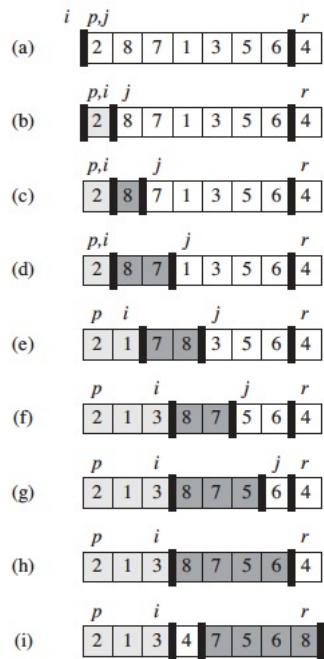 i p,j r
(a) 2 8 7 1 3 5 6 4
p,i j r
(b) 2 8 7 1 3 5 6 4
p,i j r
(c) 2 8 7 1 3 5 6 4
p,i j r
(d) 2 8 7 1 3 5 6 4
p i j r
(e) 2 1 7 8 3 5 6 4
p i j r
(f) 2 1 3 8 7 5 6 4
p i j r
(g) 2 1 3 8 7 5 6 4
p i r
(h) 2 1 3 8 7 5 6 4
p i r
(i) 2 1 3 4 7 5 6 8